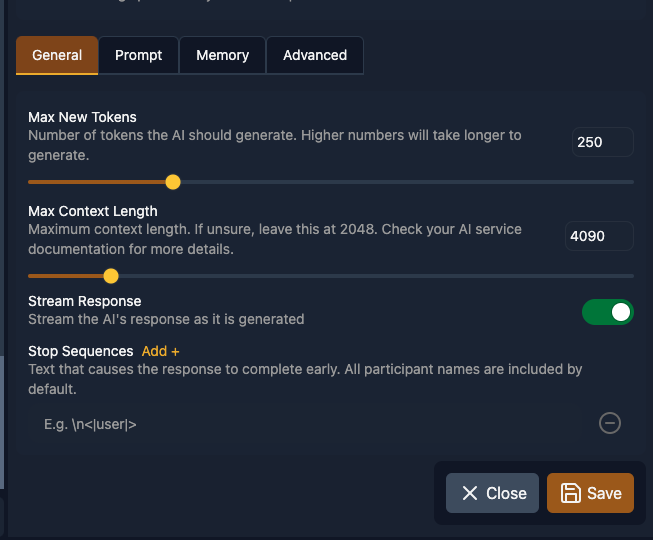 General
Prompt
Memory
Advanced
Max New Tokens
Number of tokens the AI should generate. Higher numbers will take longer to
generate.
250
Max Context Length
Maximum context length. If unsure, leave this at 2048. Check your AI service
documentation for more details.
4090
Stream Response
Stream the AI's response as it is generated
Stop Sequences Add +
Text that causes the response to complete early. All participant names are included by
default.
E.g. \n<|user|>
Close
Save